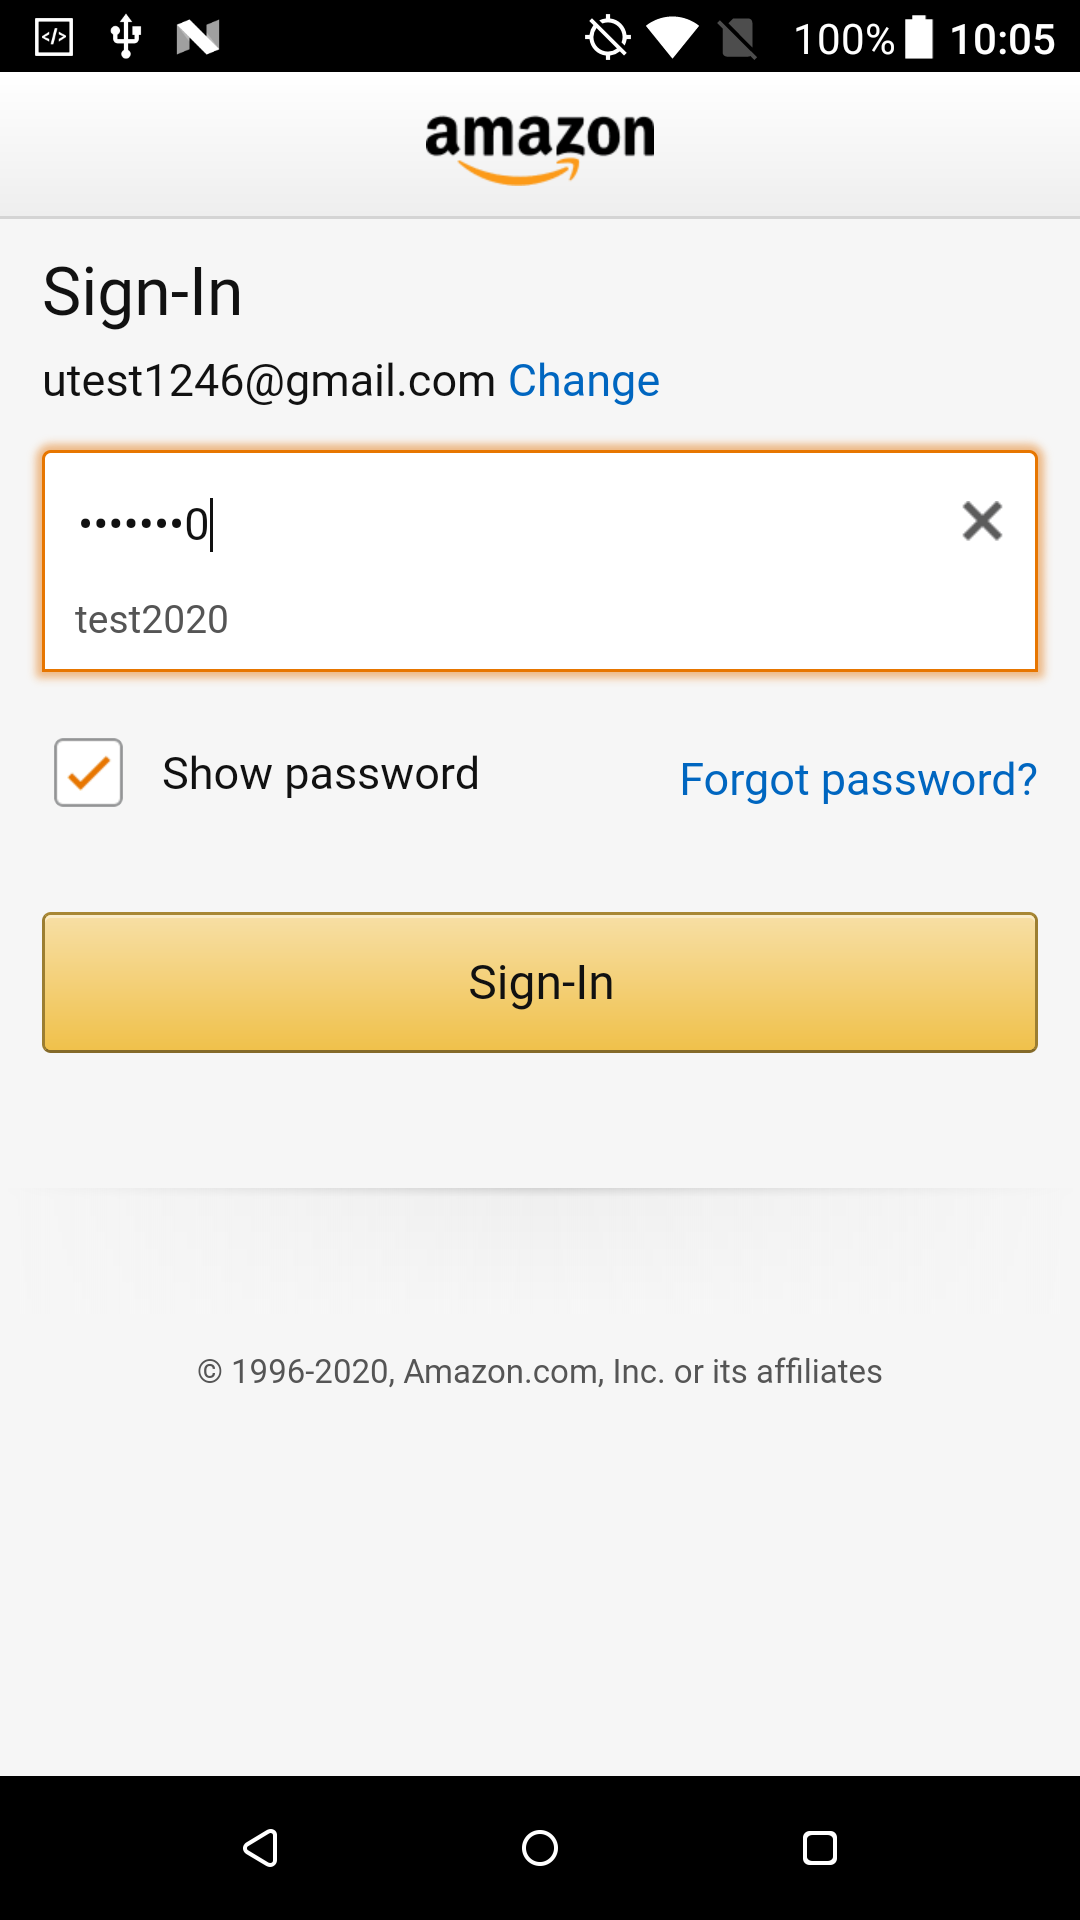 100% 10:05
amazon
Sign-In
utest1246@gmail.com Change
•••••••0
test2020
Show password
Forgot password?
Sign-In
© 1996-2020, Amazon.com, Inc. or its affiliates